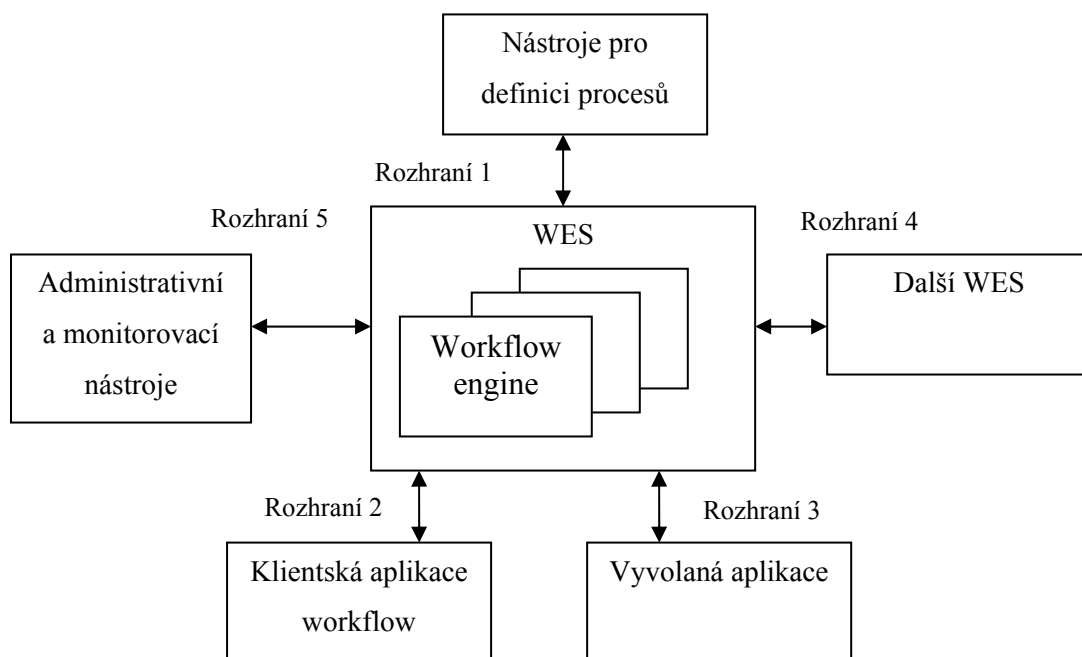 Nástroje pro
definici procesů
Rozhraní 1
Rozhraní 5
WES
Rozhraní 4
Administrativní
a monitorovací
nástroje
Další WES
Workflow
engine
Rozhraní 2
Rozhraní 3
Klientská aplikace
workflow
Vyvolaná aplikace